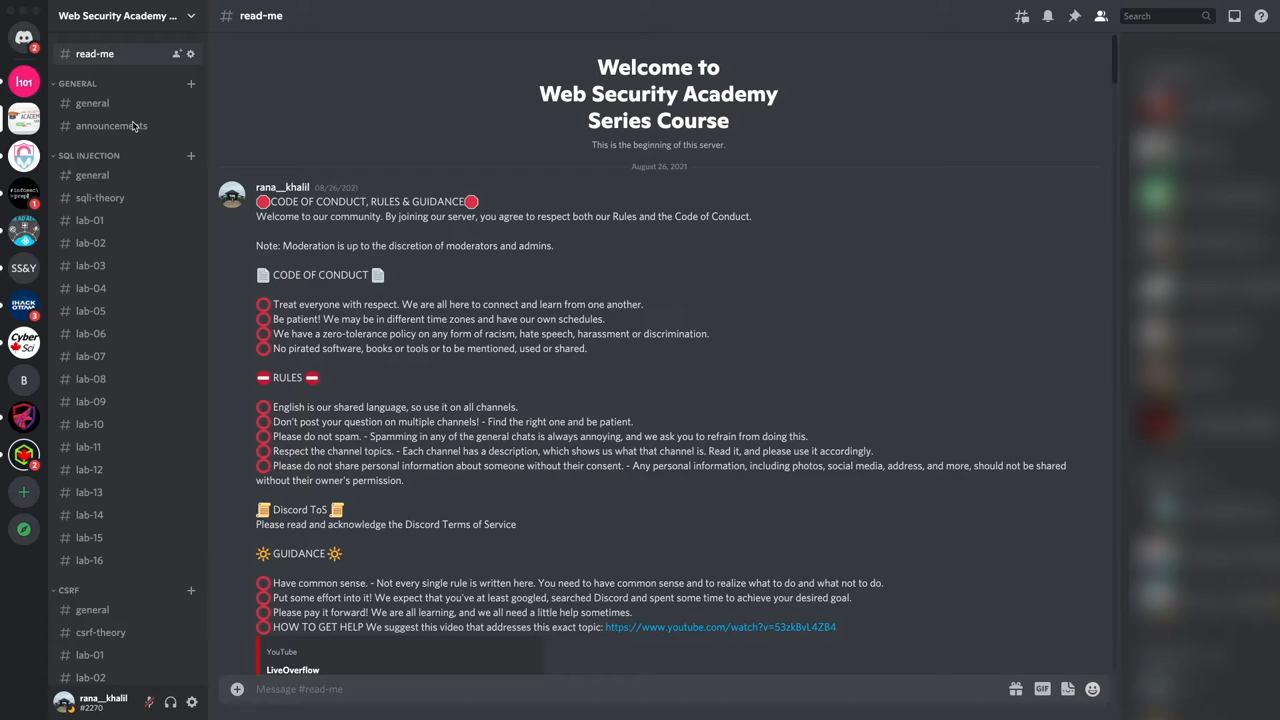 Web Security Academy ...
# read-me
Search
2
h101
1
SS&Y
3
Cyber
Sci
B
2
# read-me
GENERAL
# general
# announcements
SQL INJECTION
# general
# sqli-theory
# lab-01
# lab-02
# lab-03
# lab-04
# lab-05
# lab-06
# lab-07
# lab-08
# lab-09
# lab-10
# lab-11
# lab-12
# lab-13
# lab-14
# lab-15
# lab-16
CSRF
# general
# csrf-theory
# lab-01
# lab-02
rana__khalil
#2270
Welcome to
Web Security Academy
Series Course
This is the beginning of this server.
August 26, 2021
rana__khalil 08/26/2021
CODE OF CONDUCT, RULES & GUIDANCE
Welcome to our community. By joining our server, you agree to respect both our Rules and the Code of Conduct.
Note: Moderation is up to the discretion of moderators and admins.
CODE OF CONDUCT
Treat everyone with respect. We are all here to connect and learn from one another.
Be patient! We may be in different time zones and have our own schedules.
We have a zero-tolerance policy on any form of racism, hate speech, harassment or discrimination.
No pirated software, books or tools or to be mentioned, used or shared.
RULES
English is our shared language, so use it on all channels.
Don't post your question on multiple channels! - Find the right one and be patient.
Please do not spam. - Spamming in any of the general chats is always annoying, and we ask you to refrain from doing this.
Respect the channel topics. - Each channel has a description, which shows us what that channel is. Read it, and please use it accordingly.
Please do not share personal information about someone without their consent. - Any personal information, including photos, social media, address, and more, should not be shared
without their owner's permission.
Discord ToS
Please read and acknowledge the Discord Terms of Service
GUIDANCE
Have common sense. - Not every single rule is written here. You need to have common sense and to realize what to do and what not to do.
Put some effort into it! We expect that you've at least googled, searched Discord and spent some time to achieve your desired goal.
Please pay it forward! We are all learning, and we all need a little help sometimes.
HOW TO GET HELP We suggest this video that addresses this exact topic: https://www.youtube.com/watch?v=53zkBvL4ZB4
YouTube
LiveOverflow
Message #read-me
GIF